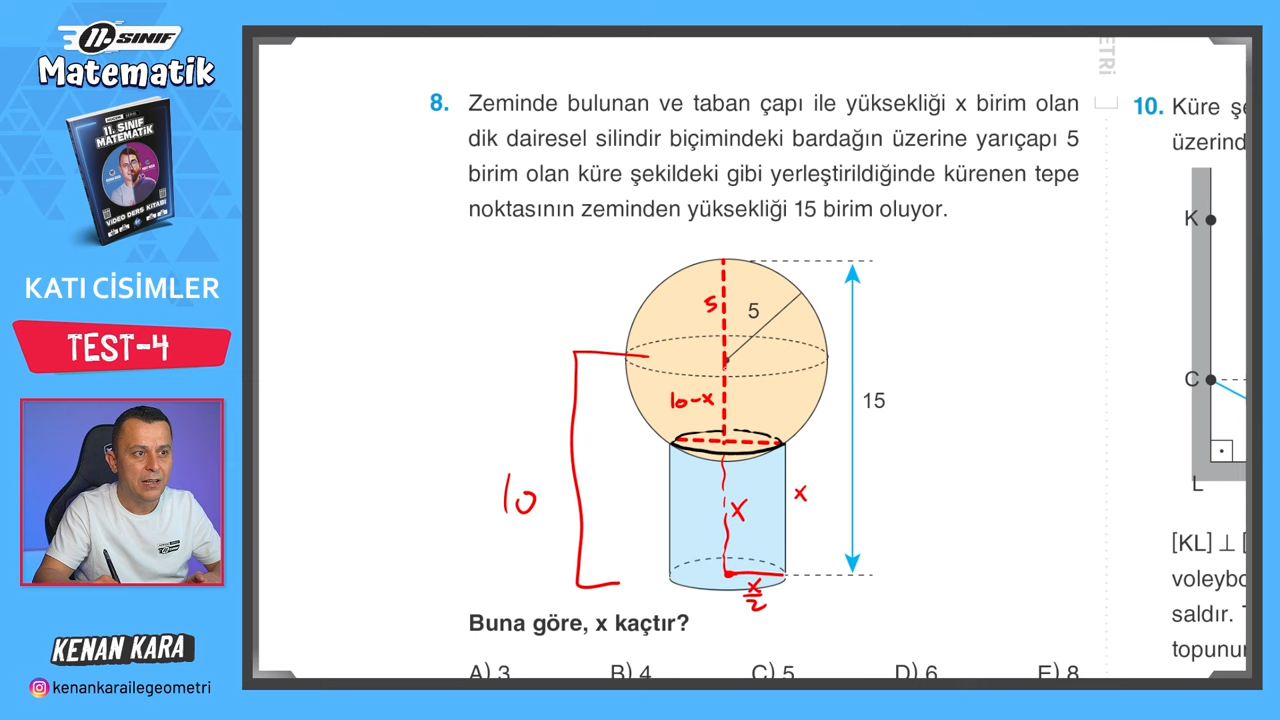 11. SINIF
Matematik
11. SINIF
MATEMATİK
VİDEO DERS KİTABI
KATI CİSİMLER
TEST-4
KENAN KARA
kenankarailegeometri
8. Zeminde bulunan ve taban çapı ile yüksekliği x birim olan
dik dairesel silindir biçimindeki bardağın üzerine yarıçapı 5
birim olan küre şekildeki gibi yerleştirildiğinde kürenen tepe
noktasının zeminden yüksekliği 15 birim oluyor.
5
5
10-x
15
10
x
x
x/2
Buna göre, x kaçtır?
A) 3 B) 4 C) 5 D) 6 E) 8
ETRİ
10. Küre şe
üzerind
K
C
L
[KL] ⊥ [
voleybo
saldır.
topunur